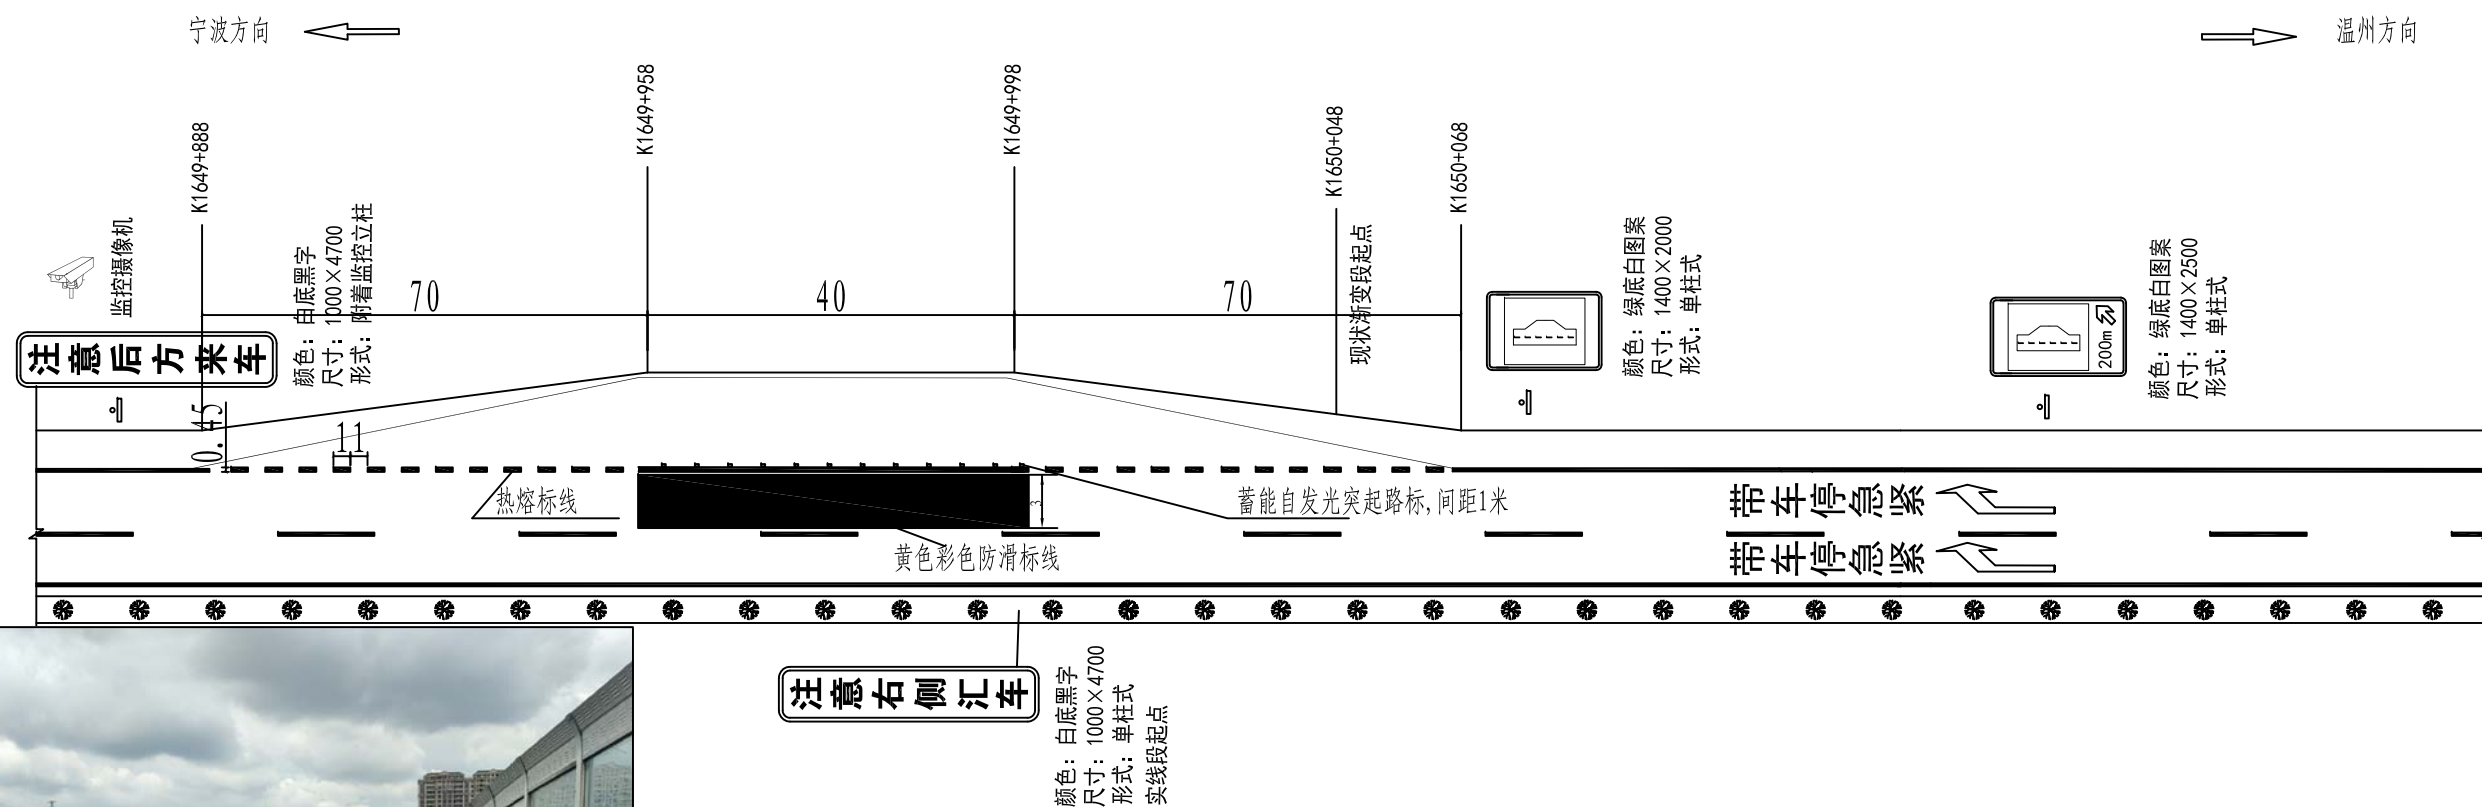 宁波方向
温州方向
K1649+888
K1649+958
K1649+998
K1650+048
K1650+068
监控摄像机
颜色：白底黑字
尺寸：1000×4700
形式：附着监控立柱
70
40
70
现状渐变段起点
颜色：绿底白图案
尺寸：1400×2000
形式：单柱式
200m
颜色：绿底白图案
尺寸：1400×2500
形式：单柱式
注意后方来车
0.45
1 1
热熔标线
3
蓄能自发光突起路标,间距1米
黄色彩色防滑标线
紧急停车带
紧急停车带
注意右侧汇车
颜色：白底黑字
尺寸：1000×4700
形式：单柱式
实线段起点